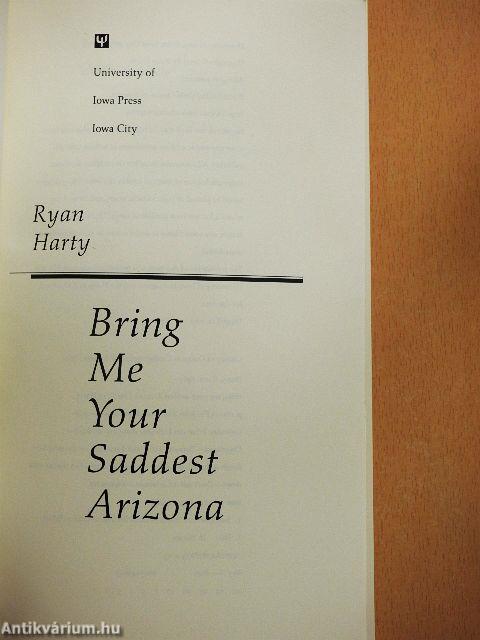 University of
Iowa Press
Iowa City
Ryan
Harty
Bring
Me
Your
Saddest
Arizona
Antikvárium.hu